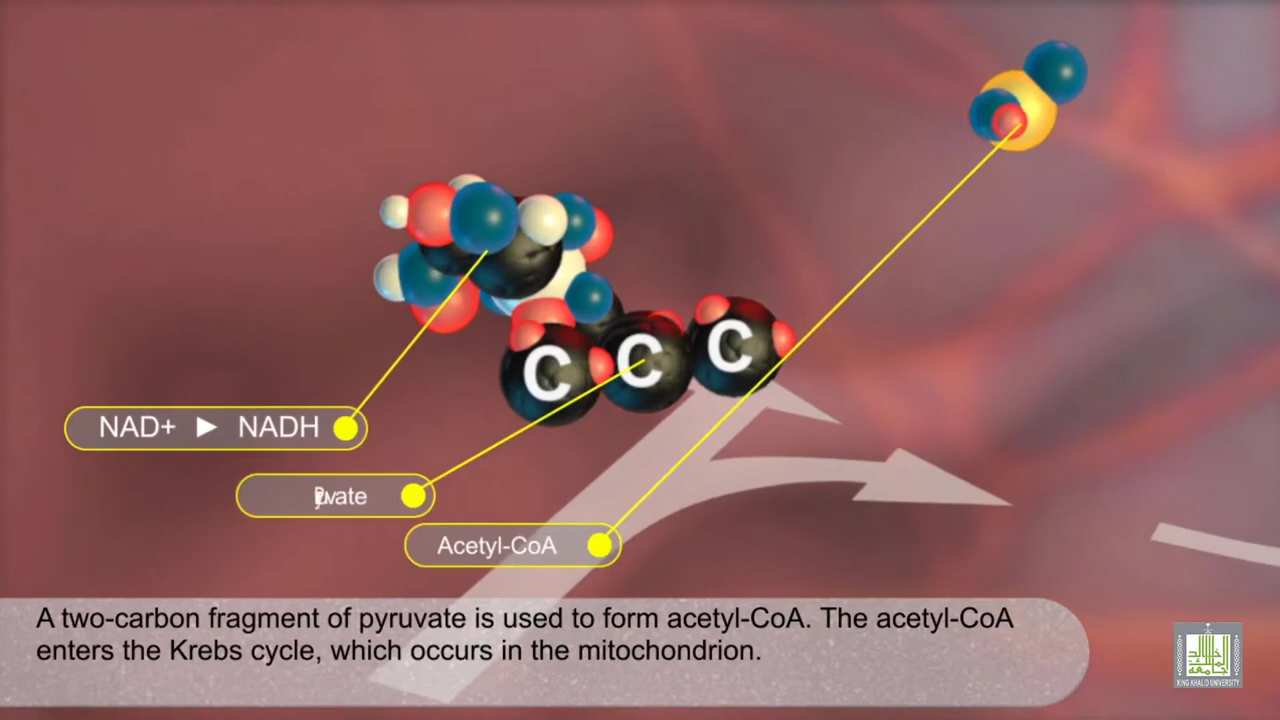 C C C
NAD+ ► NADH
Acetyl-CoA
A two-carbon fragment of pyruvate is used to form acetyl-CoA. The acetyl-CoA
enters the Krebs cycle, which occurs in the mitochondrion.
KING KHALID UNIVERSITY